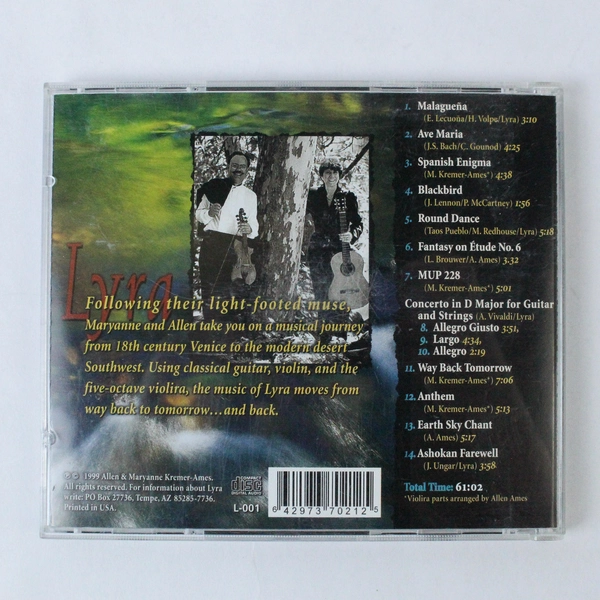 Lyra
Following their light-footed muse,
Maryanne and Allen take you on a musical journey
from 18th century Venice to the modern desert
Southwest. Using classical guitar, violin, and the
five-octave violira, the music of Lyra moves from
way back to tomorrow...and back.
℗ © 1999 Allen & Maryanne Kremer-Ames.
All rights reserved. For information about Lyra
write: PO Box 27736, Tempe, AZ 85285-7736.
Printed in USA.
COMPACT
disc
DIGITAL AUDIO
L-001
6 42973 70212 5
1. Malagueña
(E. Lecuoña/H. Volpe/Lyra) 3:10
2. Ave Maria
(J.S. Bach/C. Gounod) 4:25
3. Spanish Enigma
(M. Kremer-Ames*) 4:38
4. Blackbird
(J. Lennon/P. McCartney) 1:56
5. Round Dance
(Taos Pueblo/M. Redhouse/Lyra) 5:18
6. Fantasy on Étude No. 6
(L. Brouwer/A. Ames) 3.32
7. MUP 228
(M. Kremer-Ames*) 5:01
Concerto in D Major for Guitar
and Strings (A. Vivaldi/Lyra)
8. Allegro Giusto 3:51,
9. Largo 4:34,
10. Allegro 2:19
11. Way Back Tomorrow
(M. Kremer-Ames*) 7:06
12. Anthem
(M. Kremer-Ames*) 5:13
13. Earth Sky Chant
(A. Ames) 5:17
14. Ashokan Farewell
(J. Ungar/Lyra) 3:58
Total Time: 61:02
*Violira parts arranged by Allen Ames